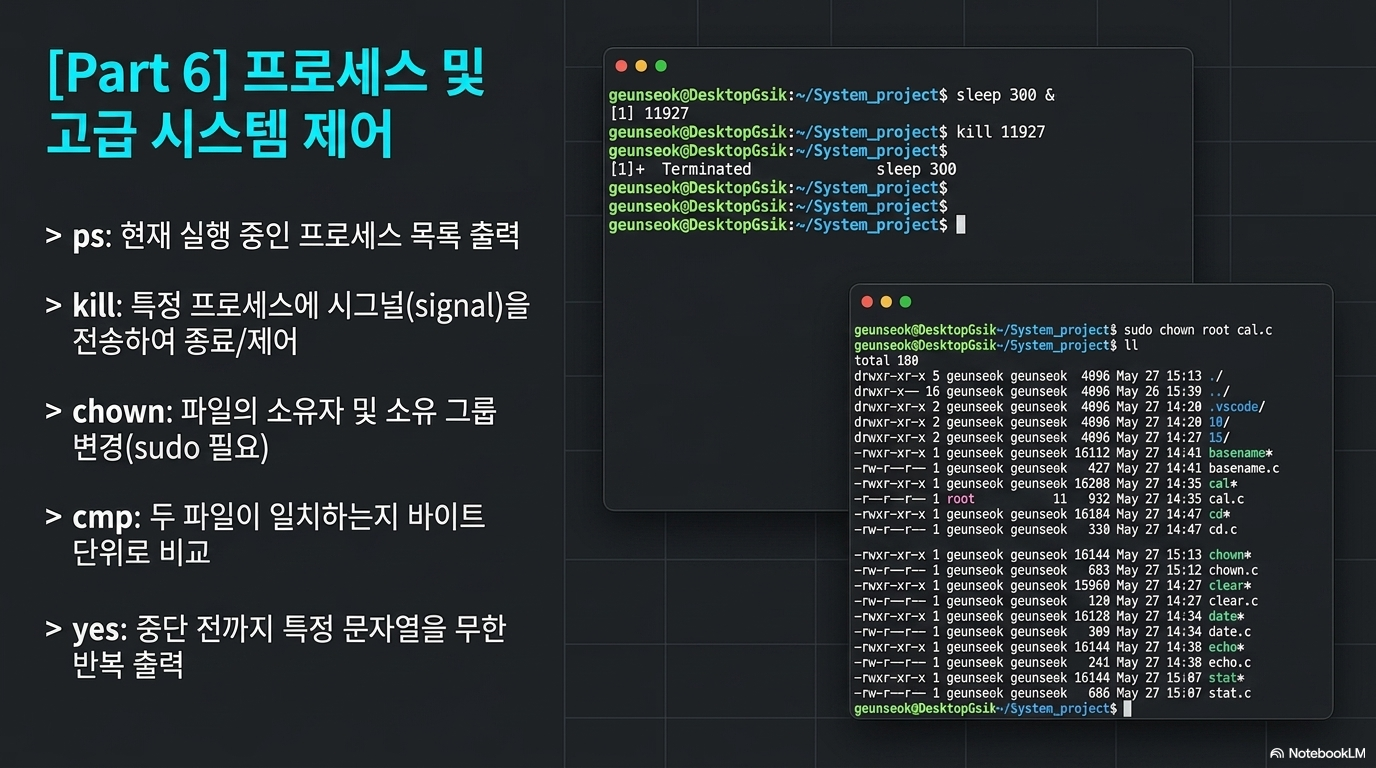 [Part 6] 프로세스 및
고급 시스템 제어
> ps: 현재 실행 중인 프로세스 목록 출력
> kill: 특정 프로세스에 시그널(signal)을
전송하여 종료/제어
> chown: 파일의 소유자 및 소유 그룹
변경(sudo 필요)
> cmp: 두 파일이 일치하는지 바이트
단위로 비교
> yes: 중단 전까지 특정 문자열을 무한
반복 출력
geunseok@DesktopGsik:~/System_project$ sleep 300 &
[1] 11927
geunseok@DesktopGsik:~/System_project$ kill 11927
geunseok@DesktopGsik:~/System_project$
[1]+  Terminated              sleep 300
geunseok@DesktopGsik:~/System_project$
geunseok@DesktopGsik:~/System_project$
geunseok@DesktopGsik:~/System_project$
geunseok@DesktopGsik~/System_project$ sudo chown root cal.c
geunseok@DesktopGsik~/System_project$ ll
total 180
drwxr-xr-x 5 geunseok geunseok  4096 May 27 15:13 ./
drwxr-x-- 16 geunseok geunseok  4096 May 26 15:39 ../
drwxr-xr-x 2 geunseok geunseok  4096 May 27 14:20 .vscode/
drwxr-xr-x 2 geunseok geunseok  4096 May 27 14:20 10/
drwxr-xr-x 2 geunseok geunseok  4096 May 27 14:27 15/
-rwxr-xr-x 1 geunseok geunseok 16112 May 27 14:41 basename*
-rw-r--r-- 1 geunseok geunseok   427 May 27 14:41 basename.c
-rwxr-xr-x 1 geunseok geunseok 16208 May 27 14:35 cal*
-r--r--r-- 1 root           11   932 May 27 14:35 cal.c
-rwxr-xr-x 1 geunseok geunseok 16184 May 27 14:47 cd*
-rw-r--r-- 1 geunseok geunseok   330 May 27 14:47 cd.c
-rwxr-xr-x 1 geunseok geunseok 16144 May 27 15:13 chown*
-rw-r--r-- 1 geunseok geunseok   683 May 27 15:12 chown.c
-rwxr-xr-x 1 geunseok geunseok 15960 May 27 14:27 clear*
-rw-r--r-- 1 geunseok geunseok   120 May 27 14:27 clear.c
-rwxr-xr-x 1 geunseok geunseok 16128 May 27 14:34 date*
-rw-r--r-- 1 geunseok geunseok   309 May 27 14:34 date.c
-rwxr-xr-x 1 geunseok geunseok 16144 May 27 14:38 echo*
-rw-r--r-- 1 geunseok geunseok   241 May 27 14:38 echo.c
-rwxr-xr-x 1 geunseok geunseok 16144 May 27 15:07 stat*
-rw-r--r-- 1 geunseok geunseok   686 May 27 15:07 stat.c
geunseok@DesktopGsik~/System_project$
NotebookLM